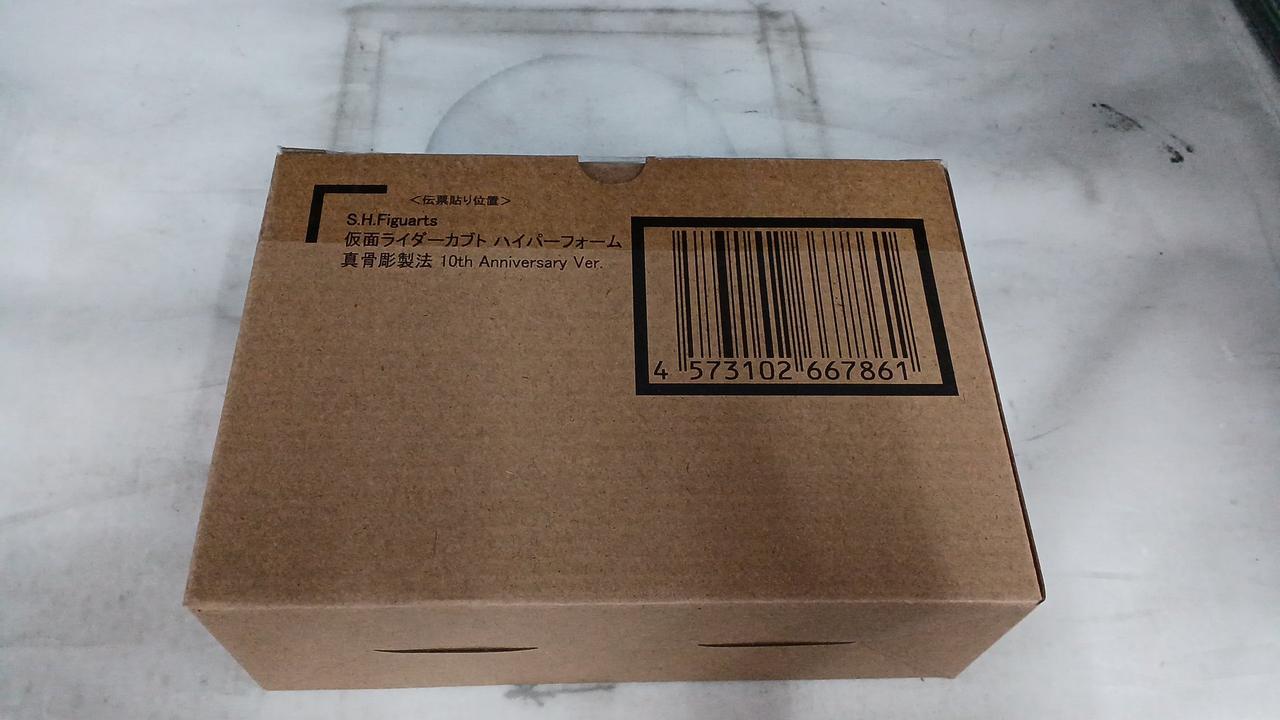 ＜伝票貼り位置＞
S.H.Figuarts
仮面ライダーカブト ハイパーフォーム
真骨彫製法 10th Anniversary Ver.
4 573102 667861